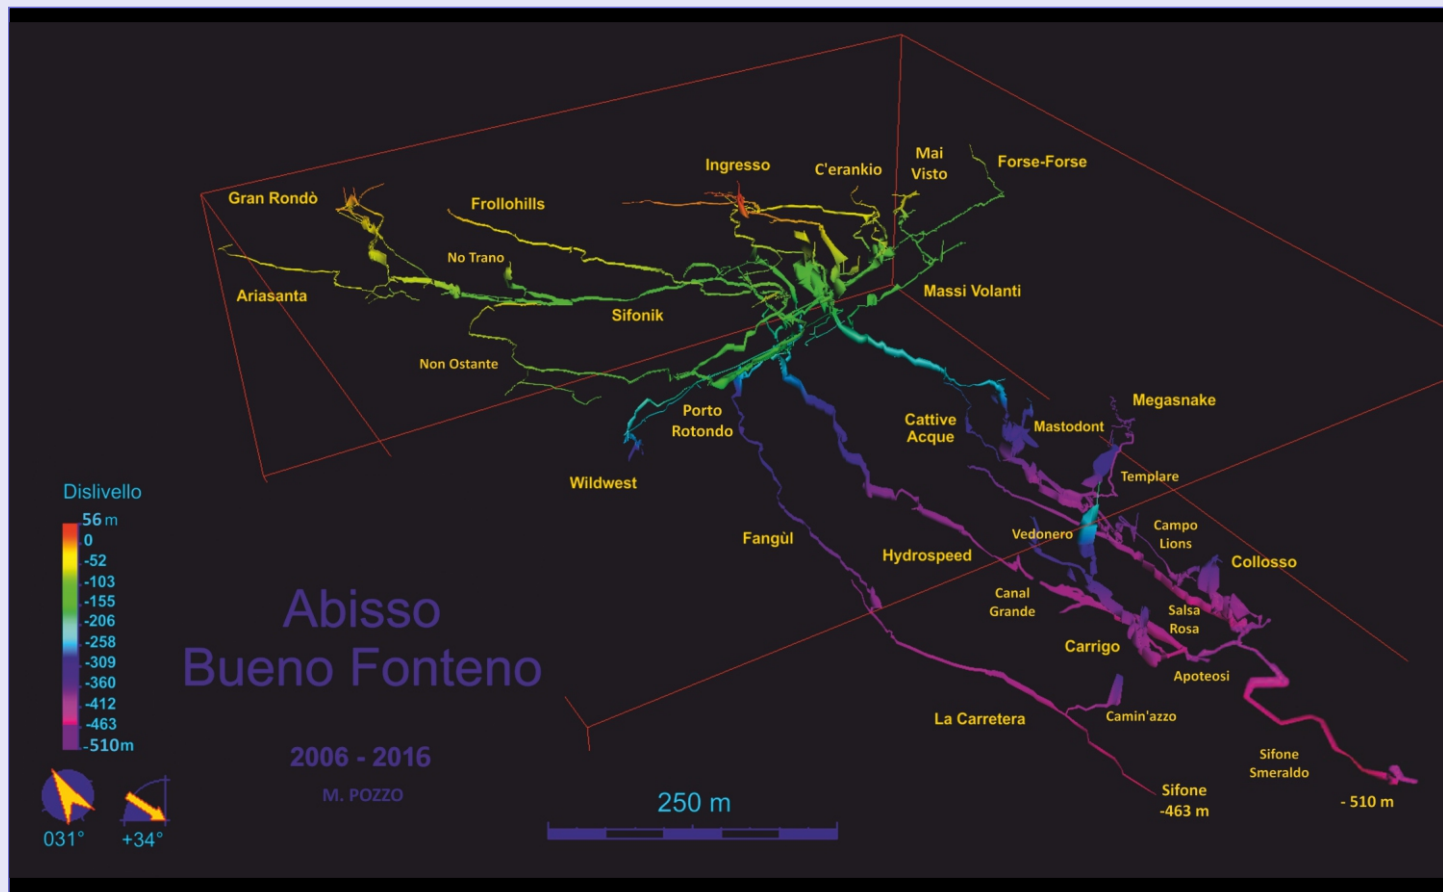 Mai
Visto
Forse-Forse
Ingresso
C'erankio
Gran Rondò
Frollohills
No Trano
Ariasanta
Sifonik
Massi Volanti
Non Ostante
Porto
Rotondo
Cattive
Acque
Mastodont
Megasnake
Wildwest
Templare
Dislivello
56 m
0
-52
-103
-155
-206
-258
-309
-360
-412
-463
-510m
Fangùl
Hydrospeed
Vedonero
Campo
Lions
Collosso
Canal
Grande
Salsa
Rosa
Carrigo
Apoteosi
Abisso
Bueno Fonteno
2006 - 2016
M. POZZO
La Carretera
Camin'azzo
Sifone
Smeraldo
Sifone
-463 m
- 510 m
250 m
031°
+34°